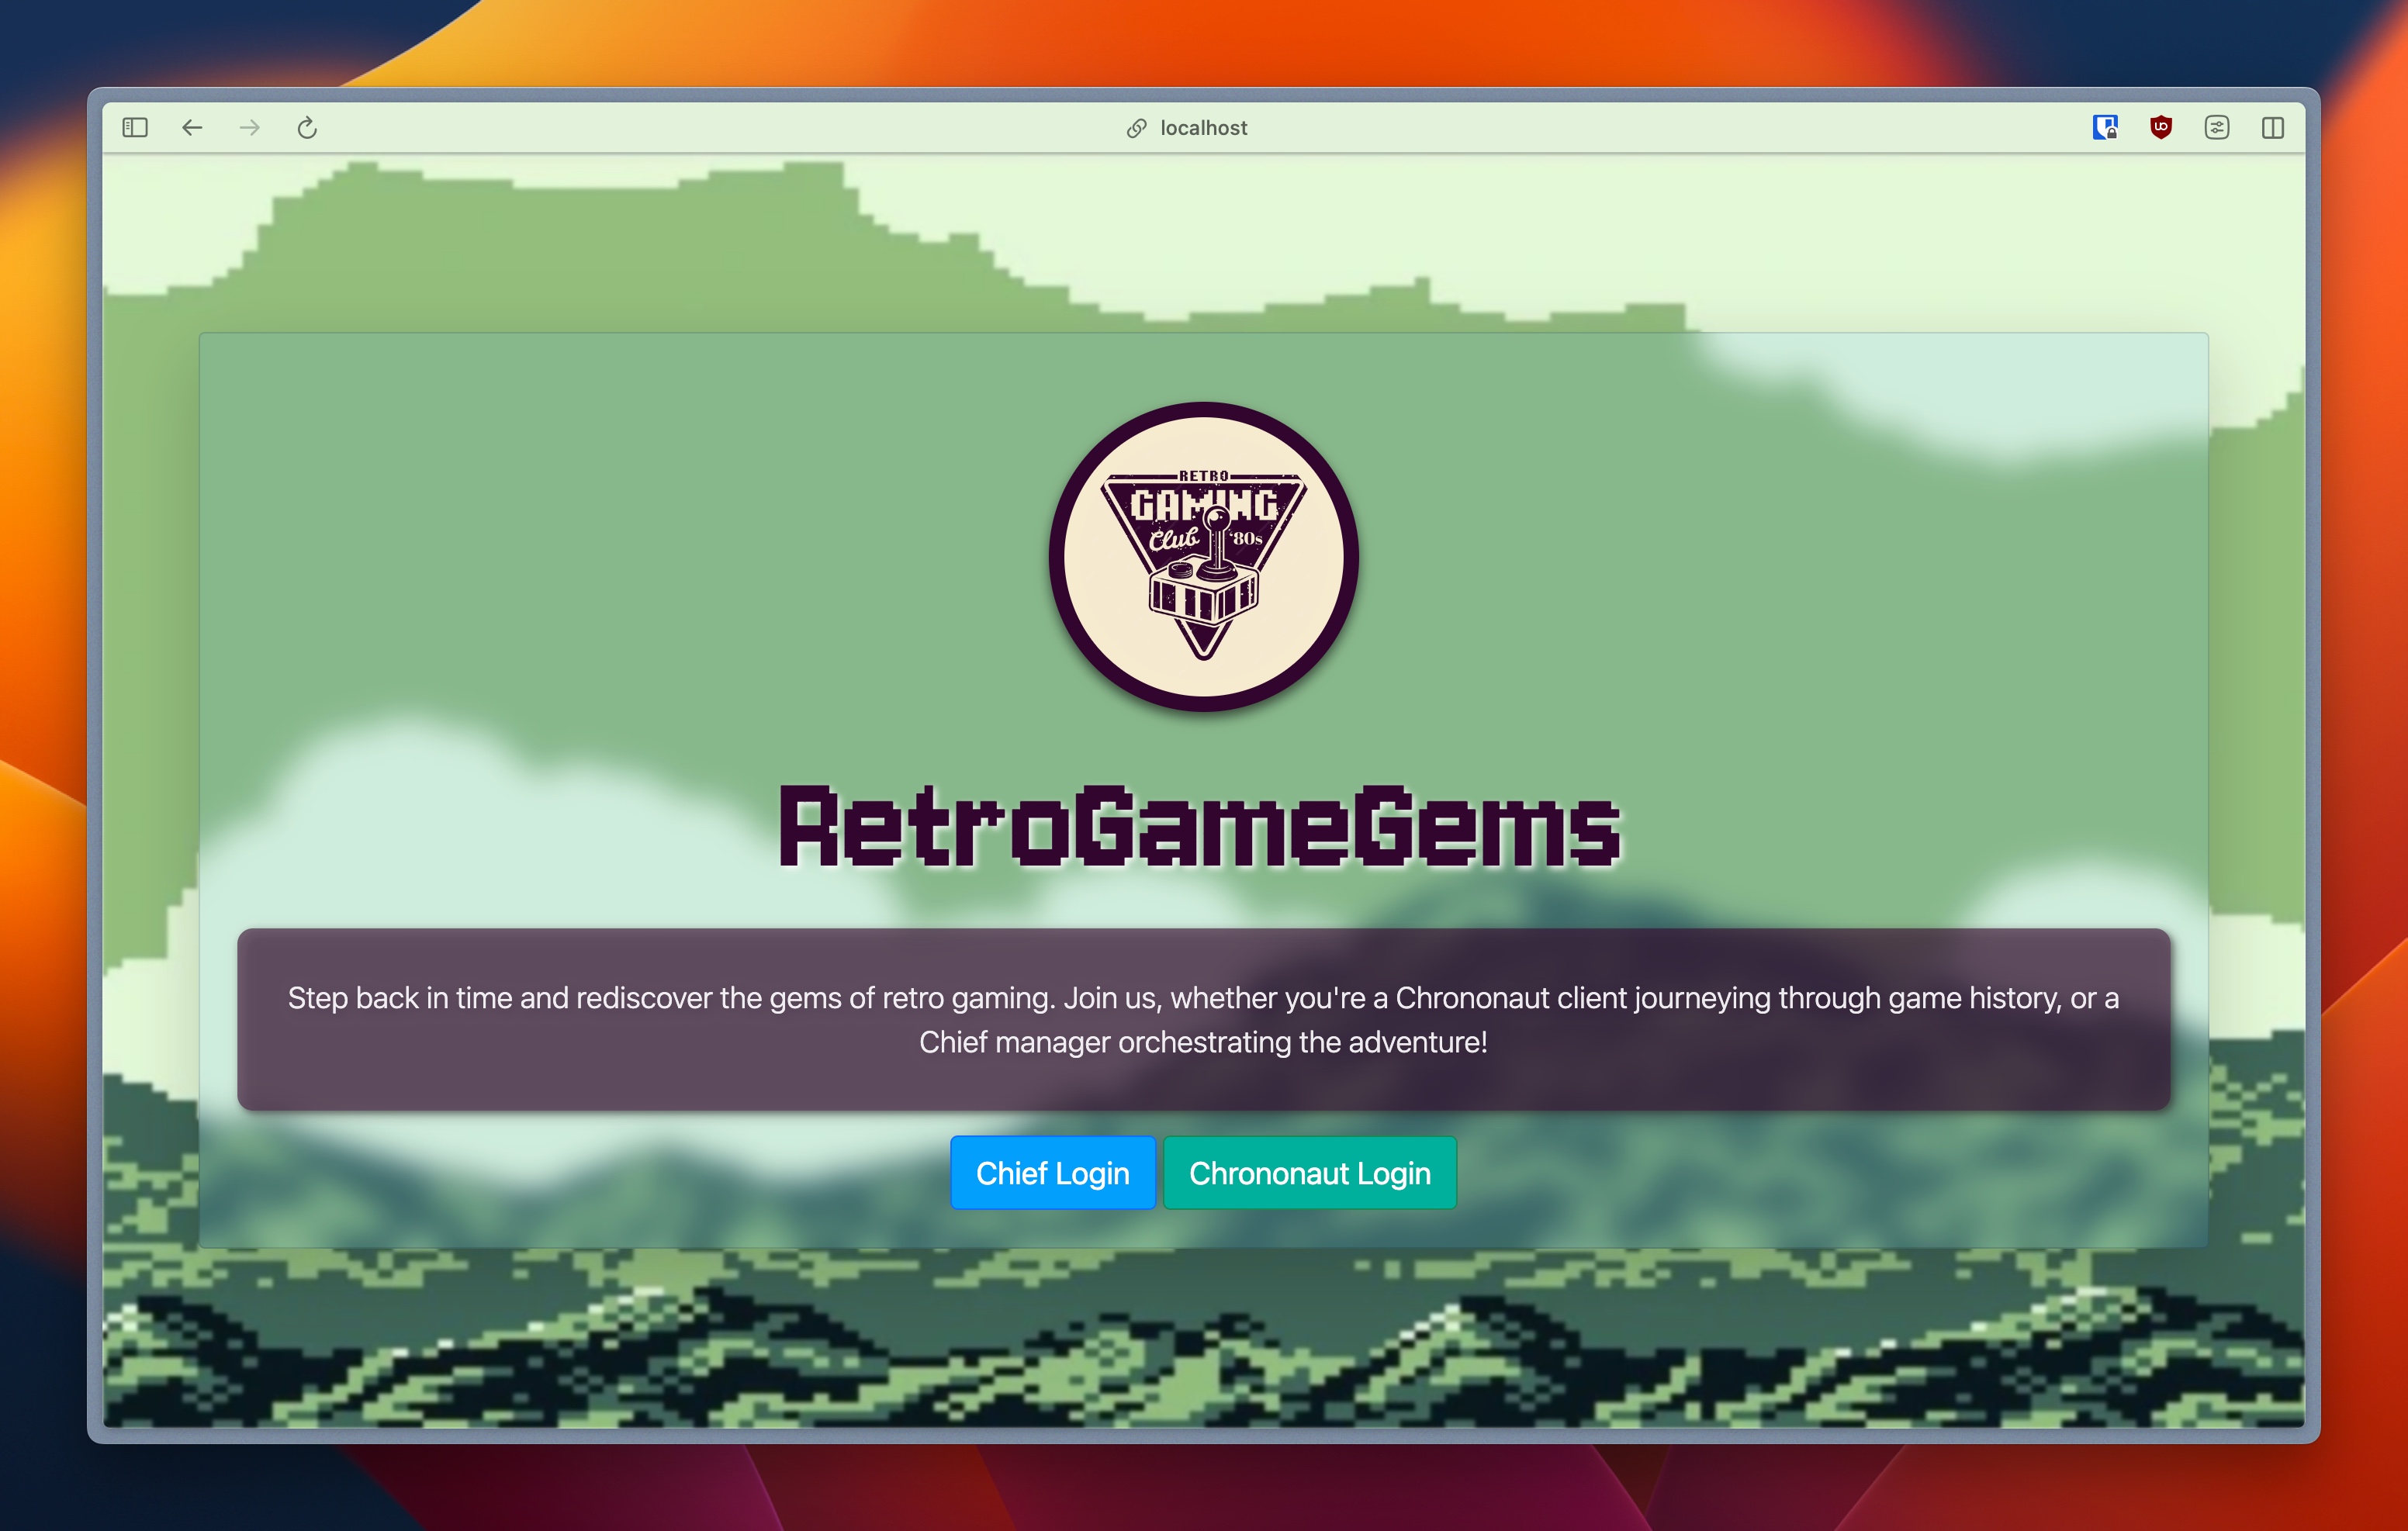 localhost
RETRO
GAMING
Club '80s
RetroGameGems
Step back in time and rediscover the gems of retro gaming. Join us, whether you're a Chrononaut client journeying through game history, or a
Chief manager orchestrating the adventure!
Chief Login
Chrononaut Login